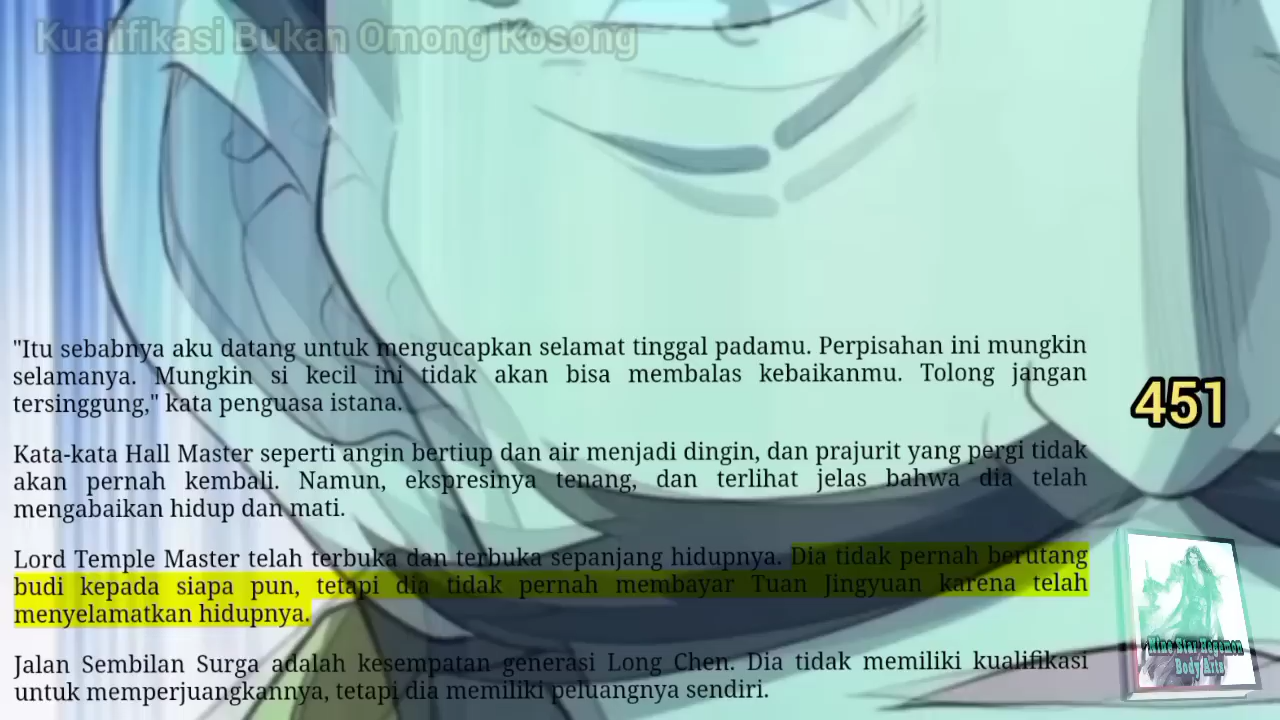 Kualifikasi Bukan Omong Kosong
"Itu sebabnya aku datang untuk mengucapkan selamat tinggal padamu. Perpisahan ini mungkin
selamanya. Mungkin si kecil ini tidak akan bisa membalas kebaikanmu. Tolong jangan
tersinggung," kata penguasa istana.
451
Kata-kata Hall Master seperti angin bertiup dan air menjadi dingin, dan prajurit yang pergi tidak
akan pernah kembali. Namun, ekspresinya tenang, dan terlihat jelas bahwa dia telah
mengabaikan hidup dan mati.
Lord Temple Master telah terbuka dan terbuka sepanjang hidupnya. Dia tidak pernah berutang
budi kepada siapa pun, tetapi dia tidak pernah membayar Tuan Jingyuan karena telah
menyelamatkan hidupnya.
Jalan Sembilan Surga adalah kesempatan generasi Long Chen. Dia tidak memiliki kualifikasi
untuk memperjuangkannya, tetapi dia memiliki peluangnya sendiri.
Nine Star Hegemon
Body Arts